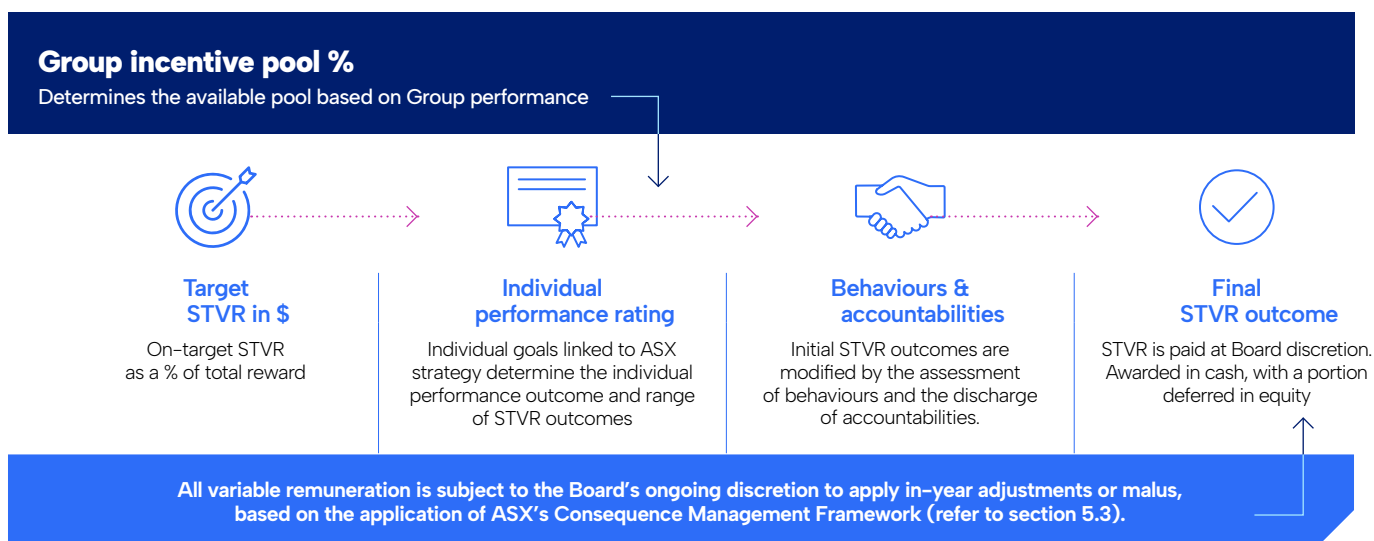 Group incentive pool %
Determines the available pool based on Group performance
Target
STVR in $
On-target STVR
as a % of total reward
Individual
performance rating
Individual goals linked to ASX
strategy determine the individual
performance outcome and range
of STVR outcomes
Behaviours &
accountabilities
Initial STVR outcomes are
modified by the assessment
of behaviours and the discharge
of accountabilities.
Final
STVR outcome
STVR is paid at Board discretion.
Awarded in cash, with a portion
deferred in equity
All variable remuneration is subject to the Board’s ongoing discretion to apply in-year adjustments or malus,
based on the application of ASX’s Consequence Management Framework (refer to section 5.3).